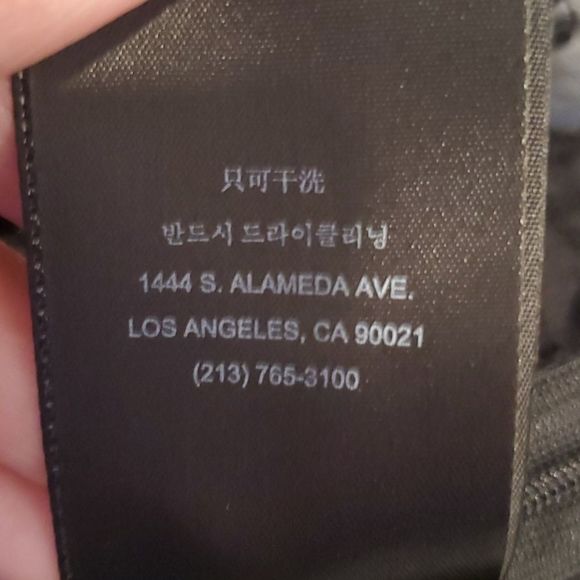 只可干洗
반드시 드라이클리닝
1444 S. ALAMEDA AVE.
LOS ANGELES, CA 90021
(213) 765-3100